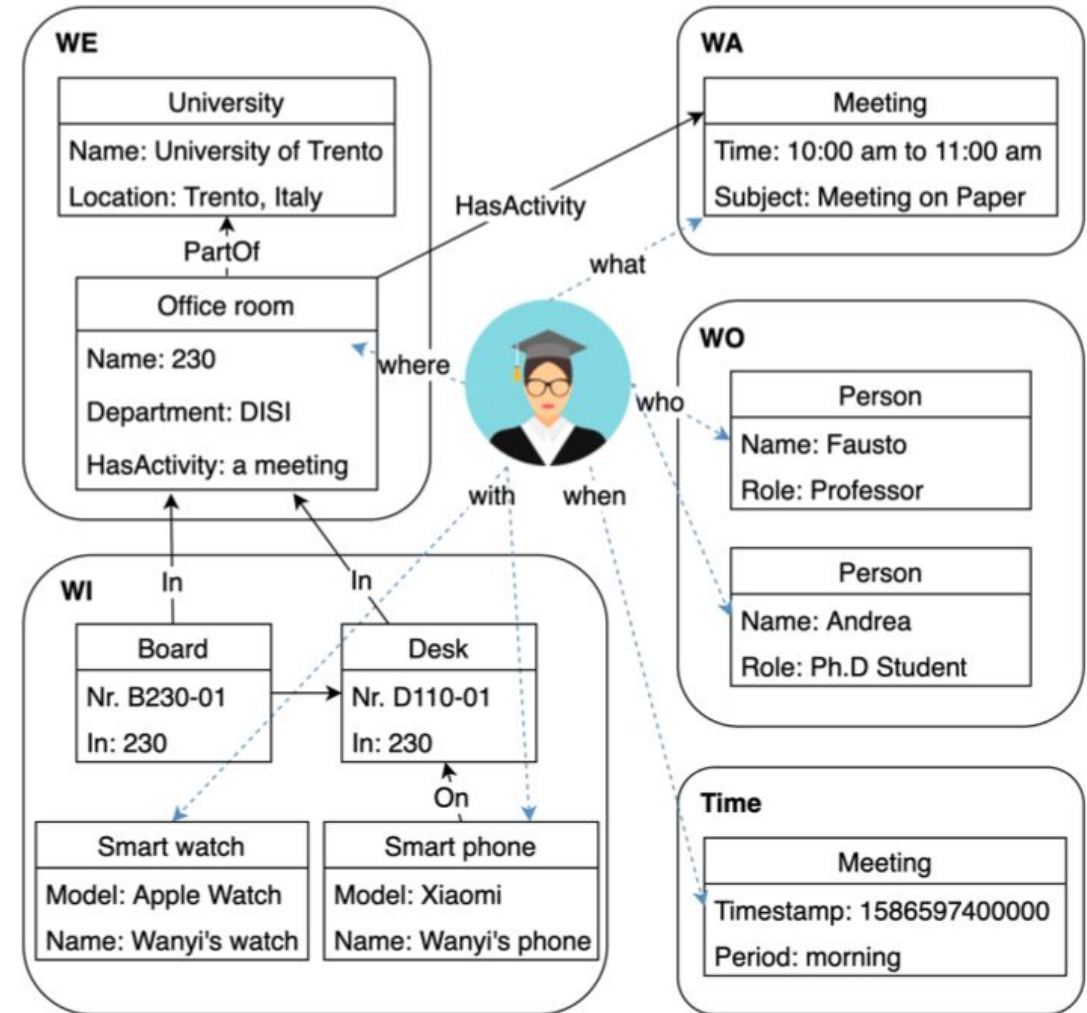 WE
University
Name: University of Trento
Location: Trento, Italy
PartOf
Office room
Name: 230
Department: DISI
HasActivity: a meeting
HasActivity
WA
Meeting
Time: 10:00 am to 11:00 am
Subject: Meeting on Paper
what
where
who
with
when
WO
Person
Name: Fausto
Role: Professor
Person
Name: Andrea
Role: Ph.D Student
WI
In
In
Board
Nr. B230-01
In: 230
Desk
Nr. D110-01
In: 230
On
Smart watch
Model: Apple Watch
Name: Wanyi's watch
Smart phone
Model: Xiaomi
Name: Wanyi's phone
Time
Meeting
Timestamp: 1586597400000
Period: morning